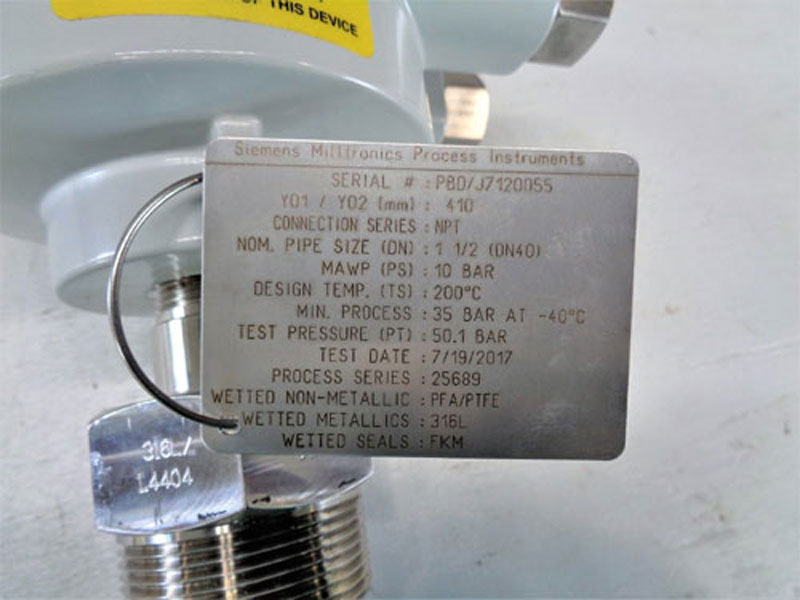 OF THIS DEVICE
Siemens Milltronics Process Instruments
SERIAL # : PBD/J7120055
Y01 / Y02 (mm) : 410
CONNECTION SERIES : NPT
NOM. PIPE SIZE (DN) : 1 1/2 (DN40)
MAWP (PS) : 10 BAR
DESIGN TEMP. (TS) : 200°C
MIN. PROCESS : 35 BAR AT -40°C
TEST PRESSURE (PT) : 50.1 BAR
TEST DATE : 7/19/2017
PROCESS SERIES : 25689
WETTED NON-METALLIC : PFA/PTFE
WETTED METALLICS : 316L
WETTED SEALS : FKM
316L/
1.4404